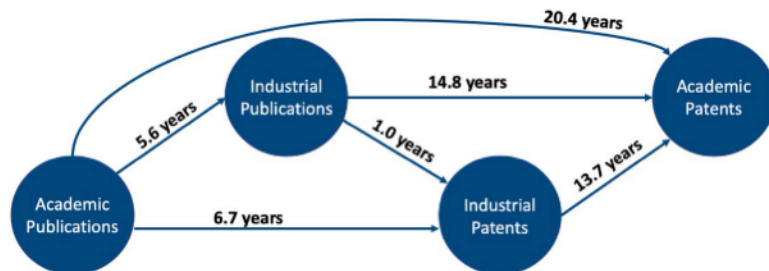 20.4 years
Industrial
Publications
14.8 years
Academic
Patents
5.6 years
1.0 years
13.7 years
Academic
Publications
6.7 years
Industrial
Patents